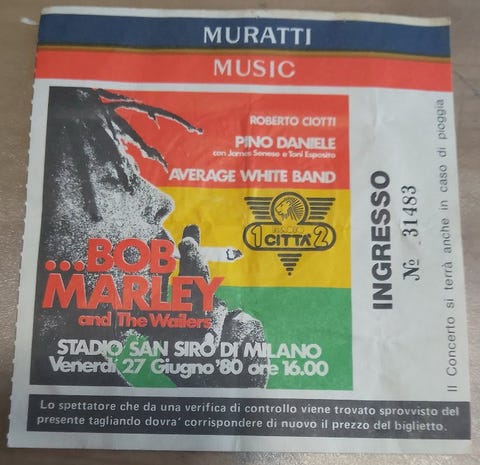 MURATTI
MUSIC
ROBERTO CIOTTI
PINO DANIELE
con James Senese e Toni Esposito
AVERAGE WHITE BAND
1 CITTÀ 2
...BOB
MARLEY
and The Wailers
STADIO SAN SIRO DI MILANO
Venerdì 27 Giugno '80 ore 16.00
INGRESSO
Nº 31483
Il Concerto si terrà anche in caso di pioggia
Lo spettatore che da una verifica di controllo viene trovato sprovvisto del
presente tagliando dovra' corrispondere di nuovo il prezzo del biglietto.